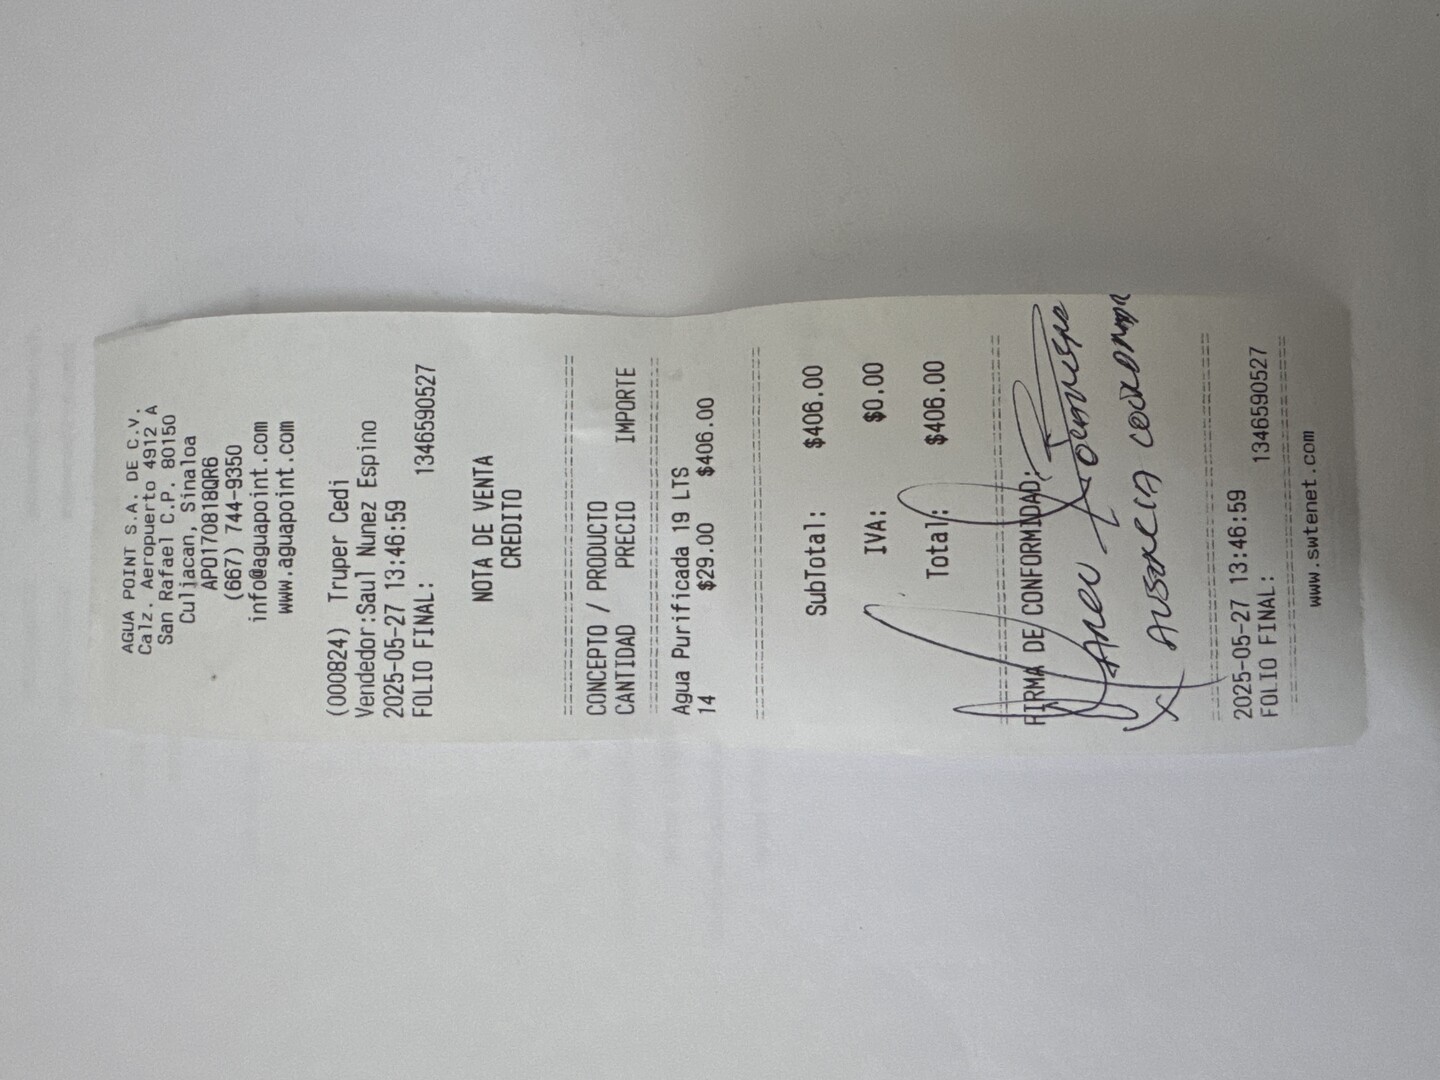 AGUA POINT S.A. DE C.V.
Calz. Aeropuerto 4912 A
San Rafael C.P. 80150
Culiacan, Sinaloa
APO170818QR6
(667) 744-9350
info@aguapoint.com
www.aguapoint.com
(000824) Truper Cedi
Vendedor:Saul Nunez Espino
2025-05-27 13:46:59
FOLIO FINAL: 1346590527
NOTA DE VENTA
CREDITO
CONCEPTO / PRODUCTO
CANTIDAD PRECIO IMPORTE
Agua Purificada 19 LTS
14 $29.00 $406.00
SubTotal: $406.00
IVA: $0.00
Total: $406.00
FIRMA DE CONFORMIDAD:
AUSENCIA
2025-05-27 13:46:59
FOLIO FINAL: 1346590527
www.swtenet.com